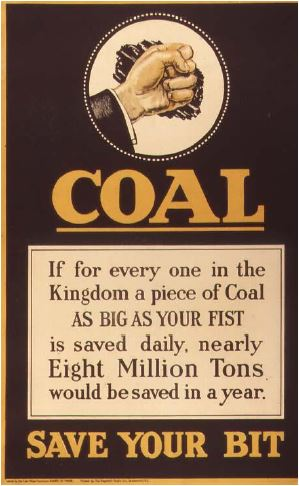 COAL
If for every one in the
Kingdom a piece of Coal
AS BIG AS YOUR FIST
is saved daily, nearly
Eight Million Tons
would be saved in a year.
SAVE YOUR BIT